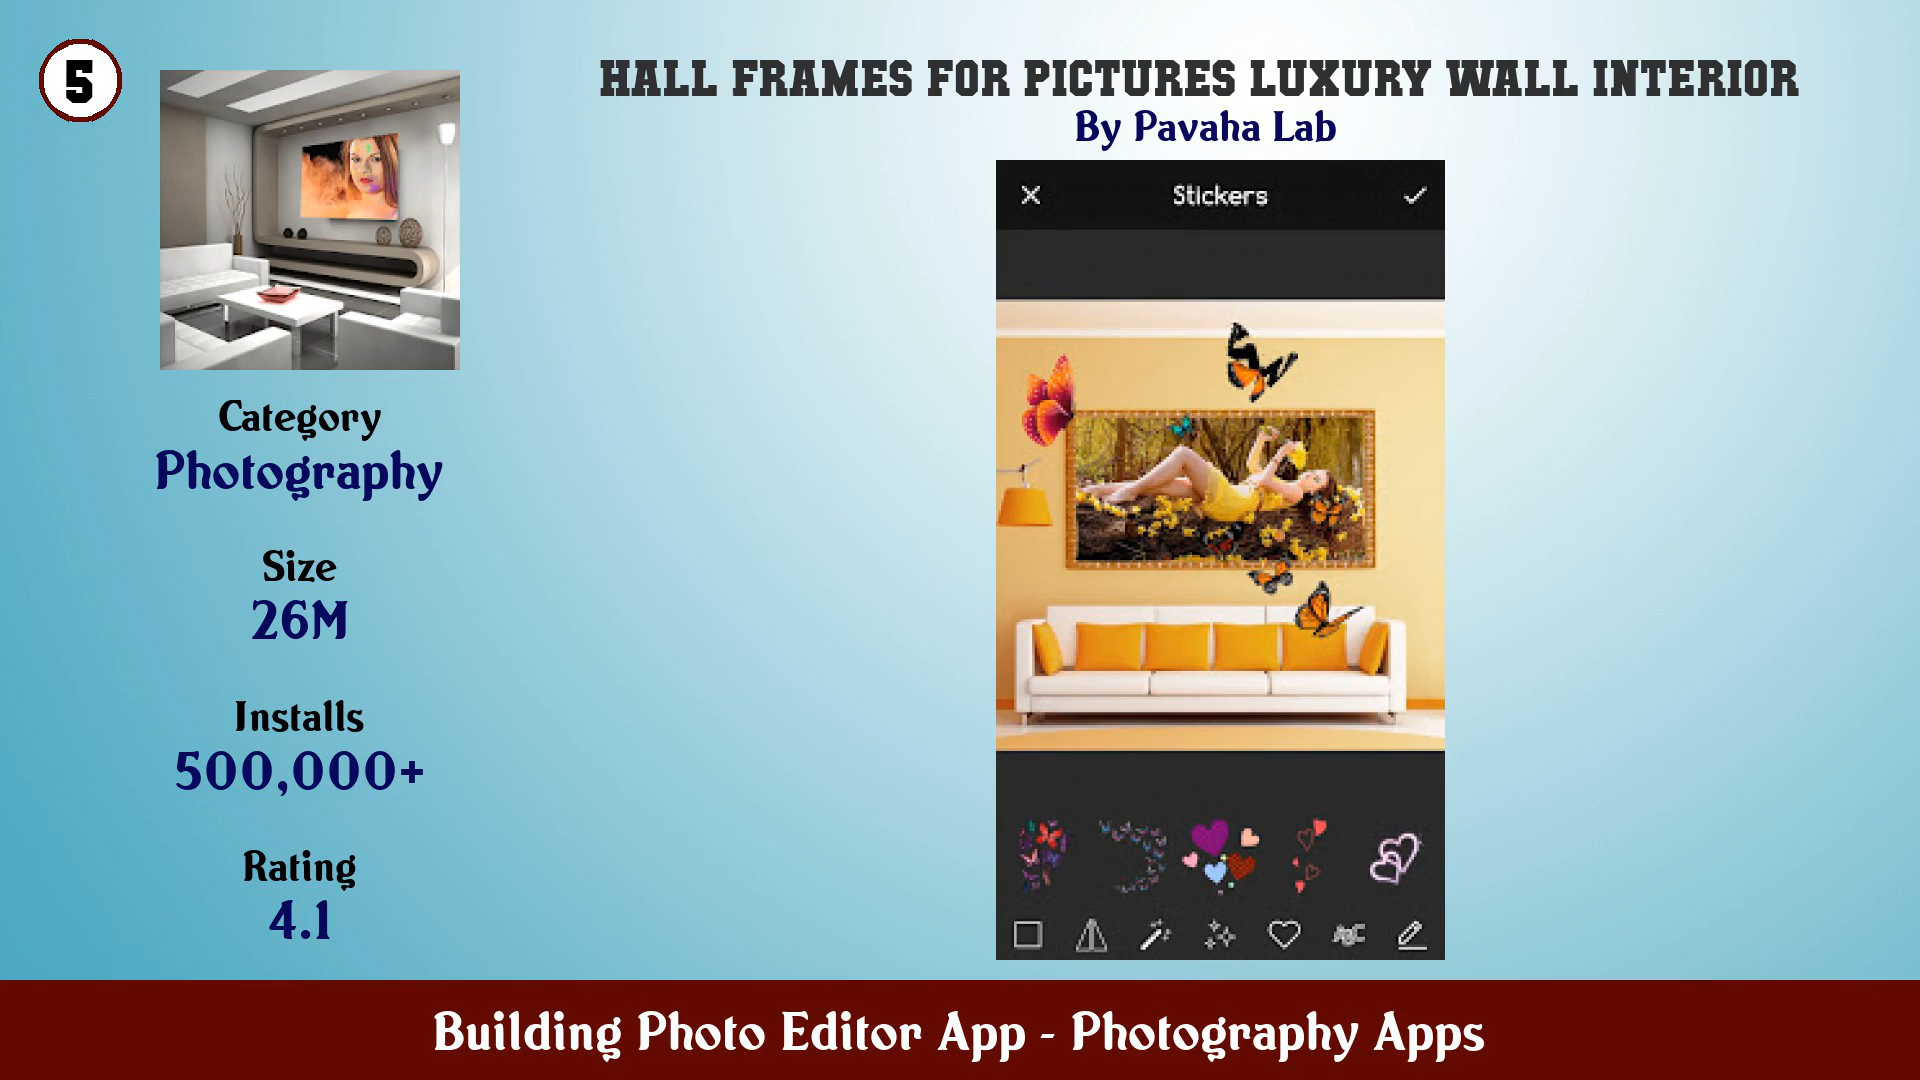 5
HALL FRAMES FOR PICTURES LUXURY WALL INTERIOR
By Pavaha Lab
Stickers
Category
Photography
Size
26M
Installs
500,000+
Rating
4.1
ABC
Building Photo Editor App - Photography Apps